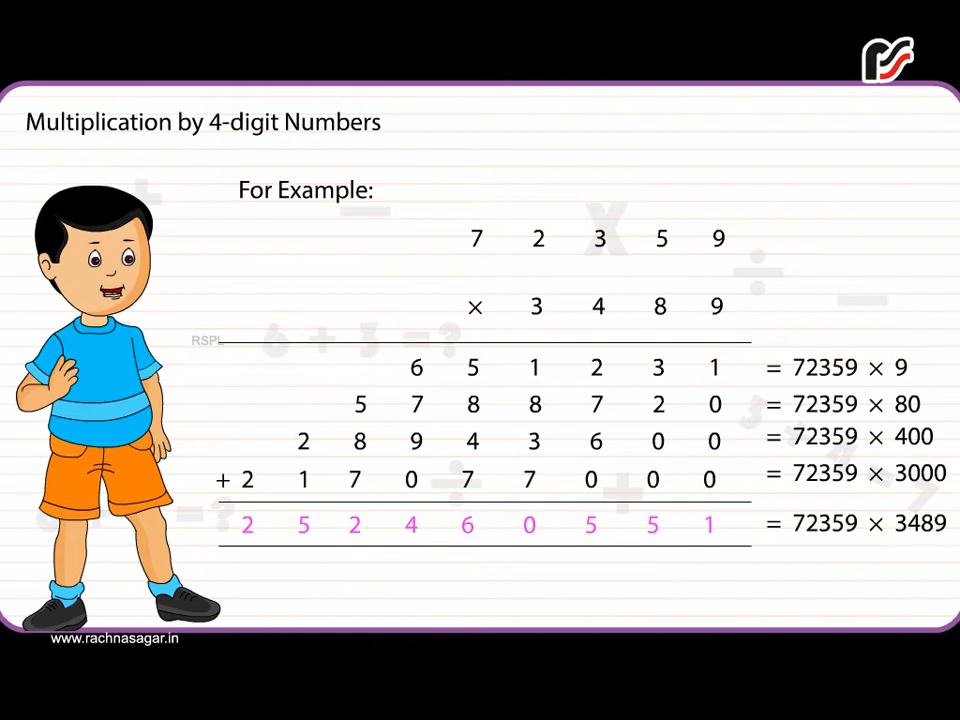 Multiplication by 4-digit Numbers
For Example:
7 2 3 5 9
× 3 4 8 9
RSPL
6 + 3 = ?
6 5 1 2 3 1 = 72359 × 9
5 7 8 8 7 2 0 = 72359 × 80
2 8 9 4 3 6 0 0 = 72359 × 400
+ 2 1 7 0 7 7 0 0 0 = 72359 × 3000
2 5 2 4 6 0 5 5 1 = 72359 × 3489
www.rachnasagar.in